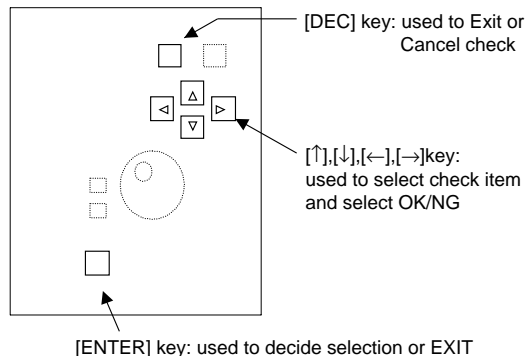 [DEC] key: used to Exit or
Cancel check
[↑],[↓],[←],[→]key:
used to select check item
and select OK/NG
[ENTER] key: used to decide selection or EXIT